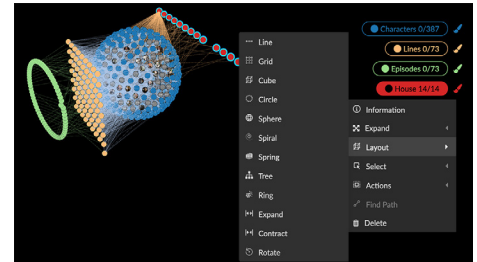 Characters 0/387
Lines 0/73
Episodes 0/73
House 14/14
Information
Expand
Layout
Select
Actions
Find Path
Delete
Line
Grid
Cube
Circle
Sphere
Spiral
Spring
Tree
Ring
Expand
Contract
Rotate